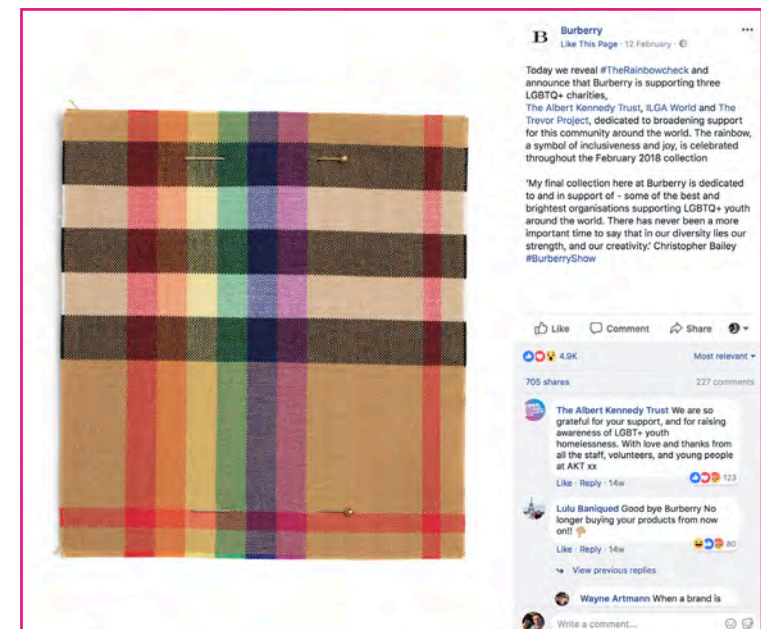 B
Burberry
Like This Page · 12 February ·
Today we reveal #TheRainbowcheck and
announce that Burberry is supporting three
LGBTQ+ charities,
The Albert Kennedy Trust, ILGA World and The
Trevor Project, dedicated to broadening support
for this community around the world. The rainbow,
a symbol of inclusiveness and joy, is celebrated
throughout the February 2018 collection
'My final collection here at Burberry is dedicated
to and in support of - some of the best and
brightest organisations supporting LGBTQ+ youth
around the world. There has never been a more
important time to say that in our diversity lies our
strength, and our creativity.' Christopher Bailey
#BurberryShow
Like Comment Share
4.9K Most relevant
705 shares 227 comments
The Albert Kennedy Trust We are so
grateful for your support, and for raising
awareness of LGBT+ youth
homelessness. With love and thanks from
all the staff, volunteers, and young people
at AKT xx
Like · Reply · 14w 123
Lulu Baniqued Good bye Burberry No
longer buying your products from now
on!!
Like · Reply · 14w 80
View previous replies
Wayne Artmann When a brand is
Write a comment...